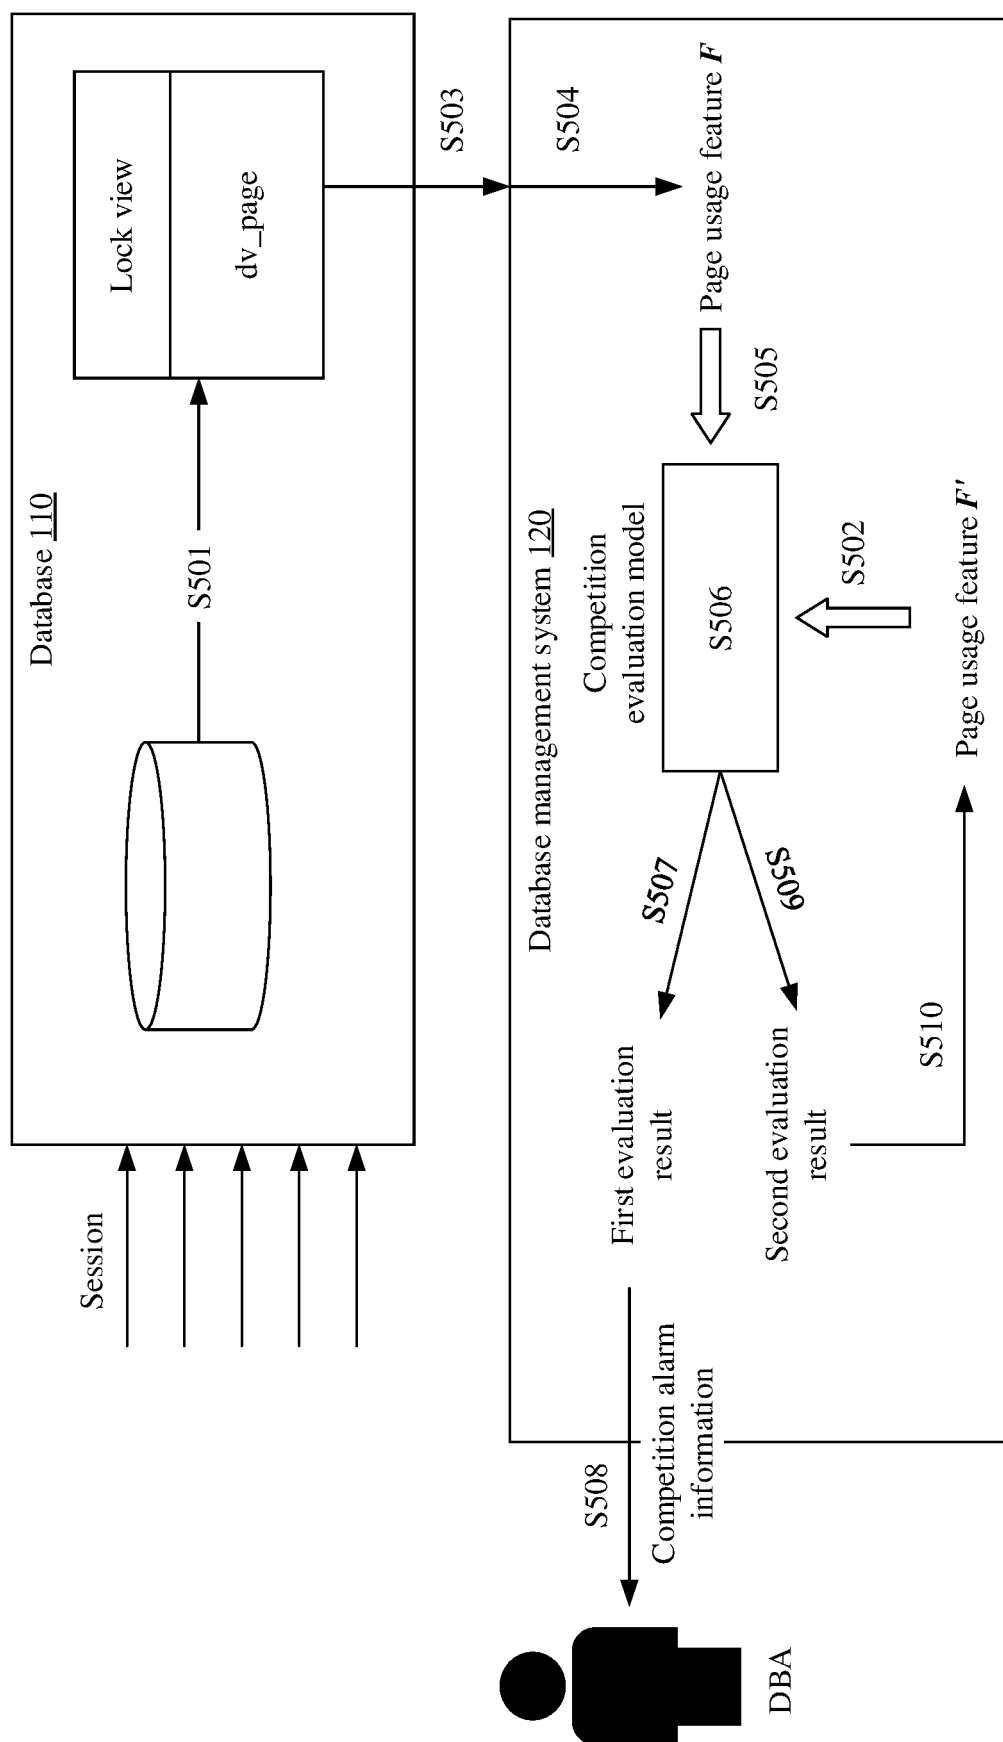 Session
Database 110
S501
Lock view
dv_page
S503
S504
Database management system 120
Page usage feature F
S505
Competition
evaluation model
S506
S502
Page usage feature F'
S507
S509
First evaluation
result
Second evaluation
result
S510
S508
Competition alarm
information
DBA